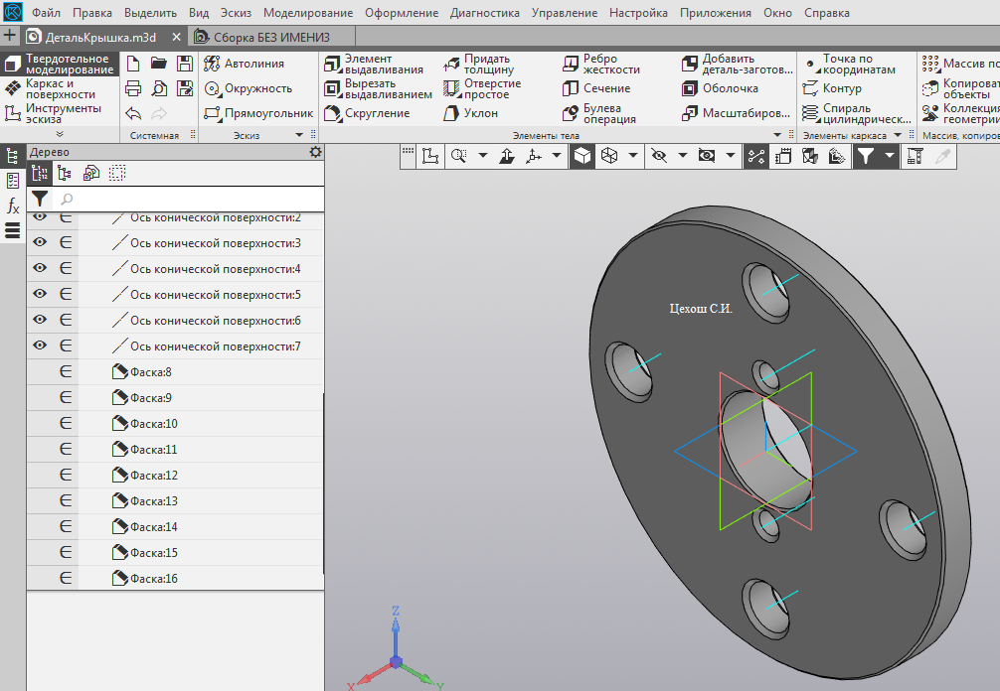 Файл Правка Выделить Вид Эскиз Моделирование Оформление Диагностика Управление Настройка Приложения Окно Справка
ДетальКрышка.m3d
Сборка БЕЗ ИМЕНИ3
Твердотельное
моделирование
Каркас и
поверхности
Инструменты
эскиза
Системная
Автолиния
Окружность
Прямоугольник
Эскиз
Элемент
выдавливания
Вырезать
выдавливанием
Скругление
Придать
толщину
Отверстие
простое
Уклон
Ребро
жесткости
Сечение
Булева
операция
Добавить
деталь-заготов...
Оболочка
Масштабиров...
Элементы тела
Точка по
координатам
Контур
Спираль
цилиндрическ...
Элементы каркаса
Массив по
Копироват
объекты
Коллекци
геометри
Массив, копиров
Дерево
Ось конической поверхности:2
Ось конической поверхности:3
Ось конической поверхности:4
Ось конической поверхности:5
Ось конической поверхности:6
Ось конической поверхности:7
Фаска:8
Фаска:9
Фаска:10
Фаска:11
Фаска:12
Фаска:13
Фаска:14
Фаска:15
Фаска:16
Цехош С.И.
Z
X
Y